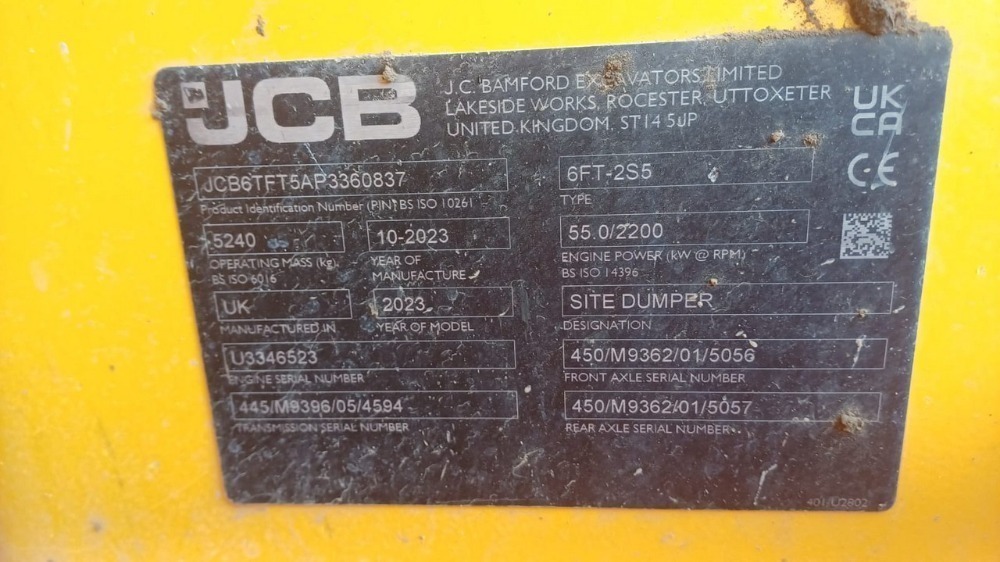 JCB
J.C. BAMFORD EXCAVATORS LIMITED
LAKESIDE WORKS, ROCESTER, UTTOXETER
UNITED KINGDOM, ST14 5JP
UK
CA
CE
JCB6TFT5AP3360837
Product Identification Number (PIN) BS ISO 10261
6FT-2S5
TYPE
5240
OPERATING MASS (kg)
BS ISO 6016
10-2023
YEAR OF
MANUFACTURE
55.0/2200
ENGINE POWER (kW @ RPM)
BS ISO 14396
UK
MANUFACTURED IN
2023
YEAR OF MODEL
SITE DUMPER
DESIGNATION
U3346523
ENGINE SERIAL NUMBER
450/M9362/01/5056
FRONT AXLE SERIAL NUMBER
445/M9396/05/4594
TRANSMISSION SERIAL NUMBER
450/M9362/01/5057
REAR AXLE SERIAL NUMBER
401/U2802